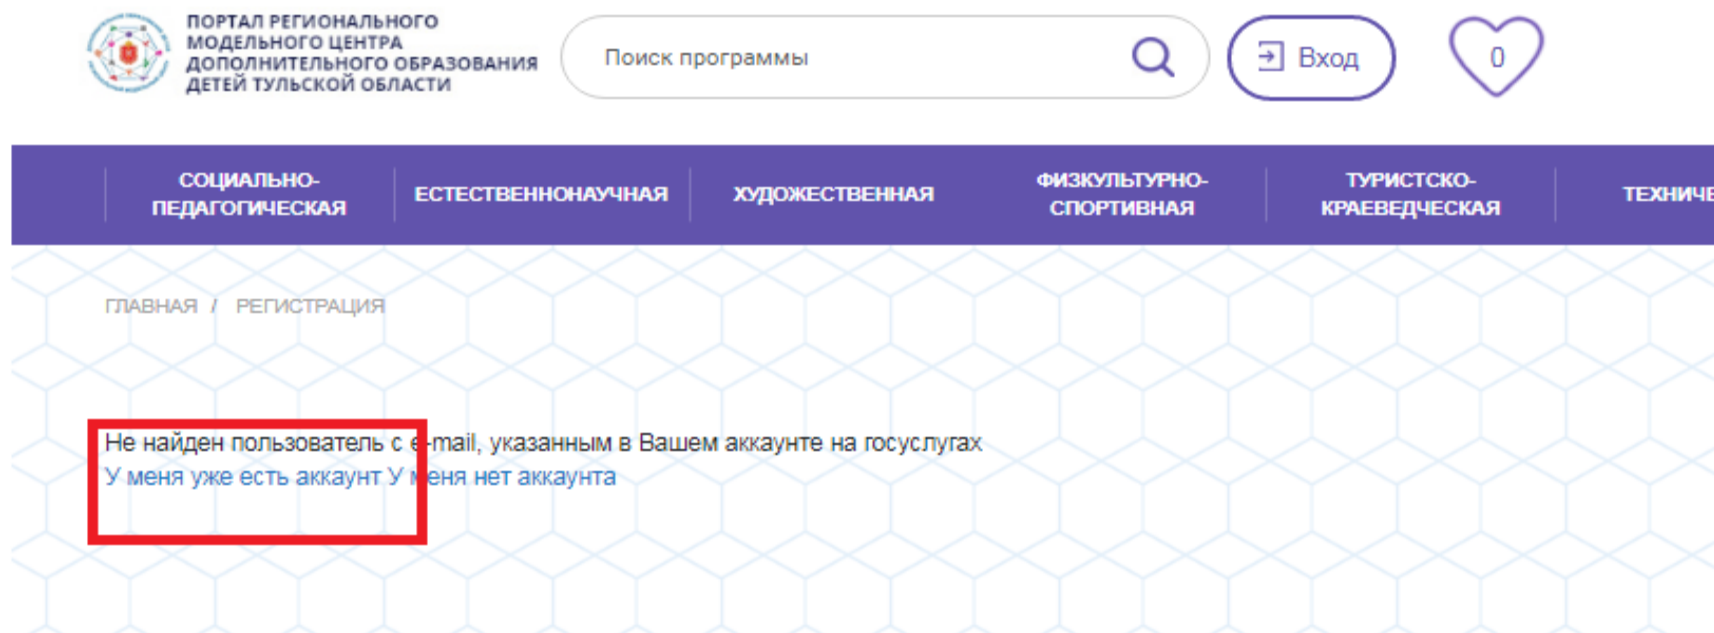 ПОРТАЛ РЕГИОНАЛЬНОГО
МОДЕЛЬНОГО ЦЕНТРА
ДОПОЛНИТЕЛЬНОГО ОБРАЗОВАНИЯ
ДЕТЕЙ ТУЛЬСКОЙ ОБЛАСТИ
Поиск программы
Вход
0
СОЦИАЛЬНО-
ПЕДАГОГИЧЕСКАЯ
ЕСТЕСТВЕННОНАУЧНАЯ
ХУДОЖЕСТВЕННАЯ
ФИЗКУЛЬТУРНО-
СПОРТИВНАЯ
ТУРИСТСКО-
КРАЕВЕДЧЕСКАЯ
ТЕХНИЧЕ
ГЛАВНАЯ / РЕГИСТРАЦИЯ
Не найден пользователь с e-mail, указанным в Вашем аккаунте на госуслугах
У меня уже есть аккаунт У меня нет аккаунта